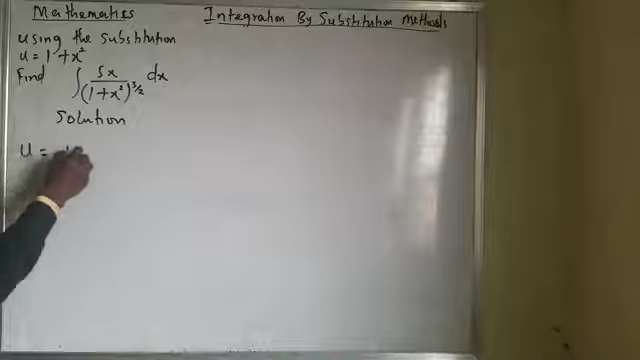 Mathematics
Integration By Substitution Methods
using the substitution
u = 1 + x²
Find ∫ 5x / (1 + x²)^3/2 dx
Solution
u =